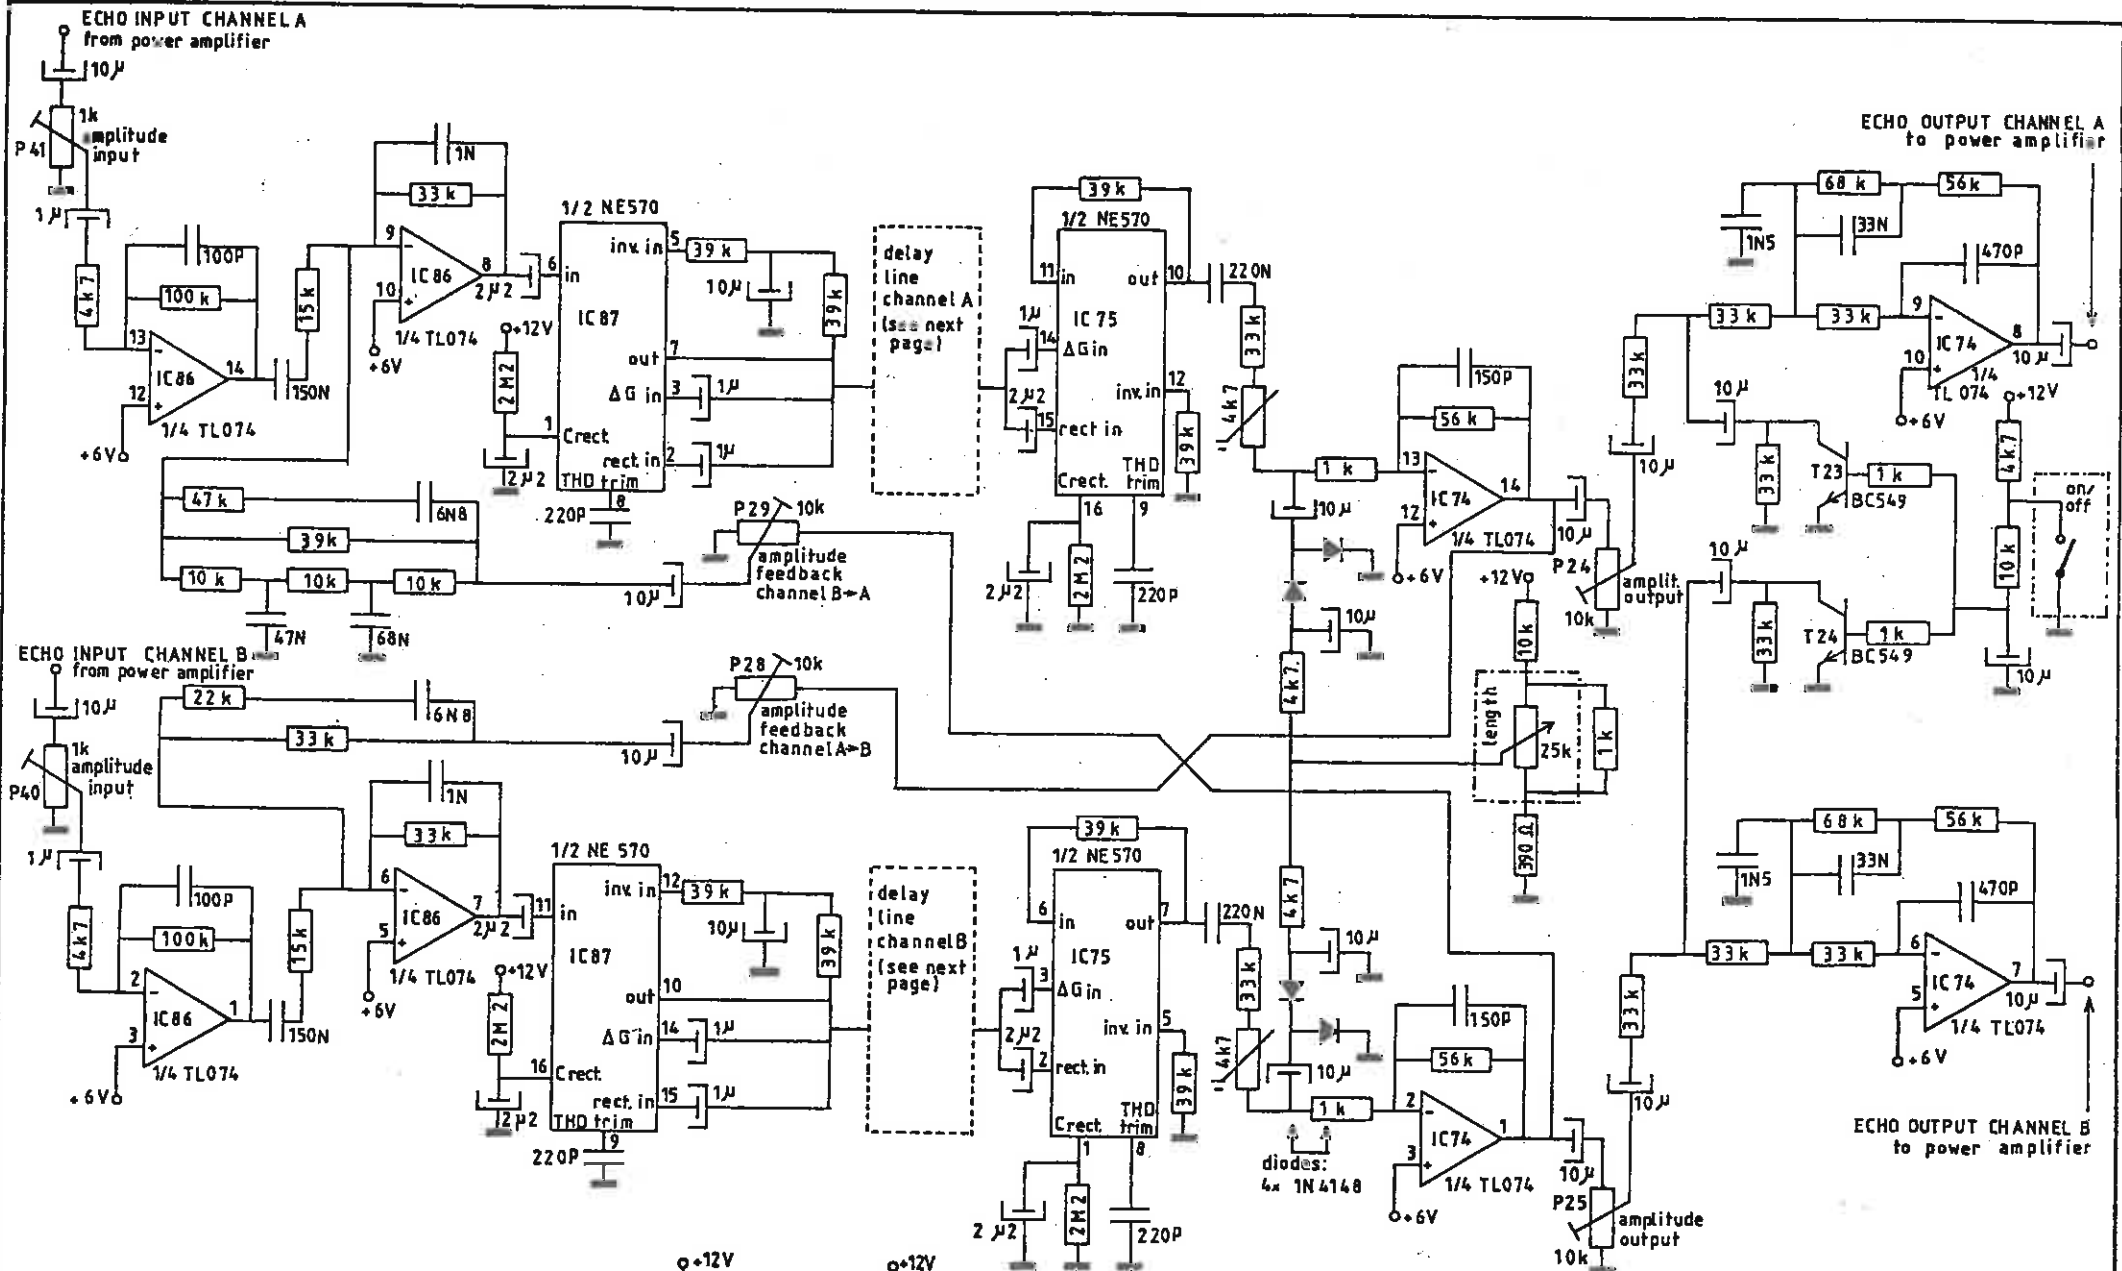 ECHO INPUT CHANNEL A
from power amplifier
10µ
1k
amplitude
input
P41
1µ
4k7
100P
100k
13
12
14
IC86
1/4 TL074
+6V
150N
15k
1N
33k
9
10
8
IC86
1/4 TL074
+6V
2µ2
1/2 NE570
6
in
inv. in
5
39k
10µ
39k
IC87
+12V
2M2
out
7
ΔG in
3
1µ
1
Crect.
rect. in
2
1µ
2µ2
THD trim
8
220P
delay
line
channel A
(see next
page)
47k
6N8
39k
10k
10k
10k
47N
68N
10µ
P29
10k
amplitude
feedback
channel B→A
39k
1/2 NE570
11
in
out
10
220N
IC75
1µ
14
ΔG in
2µ2
15
rect in
inv. in
12
39k
Crect.
THD
trim
16
9
2µ2
2M2
220P
33k
4k7
10µ
1k
150P
56k
13
12
14
IC74
1/4 TL074
+6V
10µ
P24
amplit.
output
10k
33k
10µ
ECHO OUTPUT CHANNEL A
to power amplifier
68k
56k
1N5
33N
470P
33k
33k
9
10
8
IC74
1/4
TL074
10µ
+6V
+12V
4k7
10µ
33k
T23
BC549
1k
on/
off
10k
10µ
33k
T24
BC549
1k
10µ
10µ
4k7
+12V
10k
length
25k
1k
390Ω
ECHO INPUT CHANNEL B
from power amplifier
10µ
1k
amplitude
input
P40
22k
6N8
33k
10µ
P28
10k
amplitude
feedback
channel A→B
1µ
4k7
100P
100k
2
3
1
IC86
1/4 TL074
+6V
150N
15k
1N
33k
6
5
7
IC86
1/4 TL074
+6V
2µ2
1/2 NE 570
11
in
inv. in
12
39k
10µ
39k
IC87
+12V
2M2
out
10
ΔG in
14
1µ
16
Crect.
rect. in
15
1µ
2µ2
THD trim
9
220P
delay
line
channel B
(see next
page)
39k
1/2 NE570
6
in
out
7
220N
IC75
1µ
3
ΔG in
2µ2
2
rect. in
inv. in
5
39k
Crect.
THD
trim
1
8
2µ2
2M2
220P
33k
4k7
4k7
10µ
10µ
1k
diodes:
4x 1N4148
150P
56k
2
3
1
IC74
1/4 TL074
+6V
10µ
P25
amplitude
output
10k
33k
10µ
68k
56k
1N5
33N
470P
33k
33k
6
5
7
IC74
1/4 TL074
10µ
+6V
ECHO OUTPUT CHANNEL B
to power amplifier
+12V
+12V